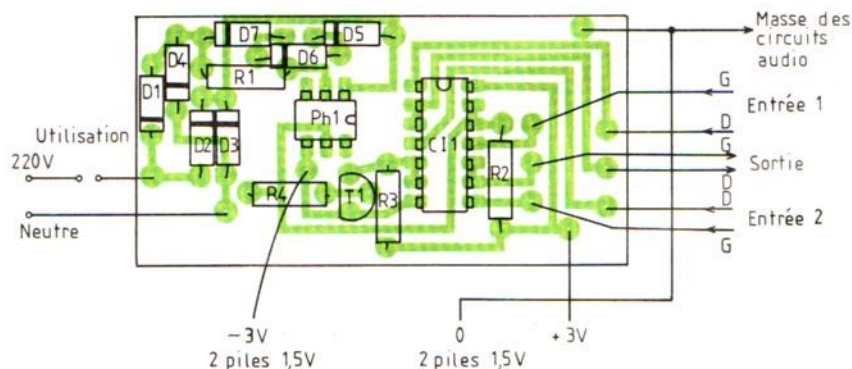 Masse des
circuits
audio
D7
D5
D4
D6
G
D1
R1
Entrée 1
Ph1
D
Utilisation
CI1
G
D2
D3
R2
Sortie
220V
R4
T1
R3
D
D
Entrée 2
Neutre
G
-3V
0
+3V
2 piles 1,5V
2 piles 1,5V